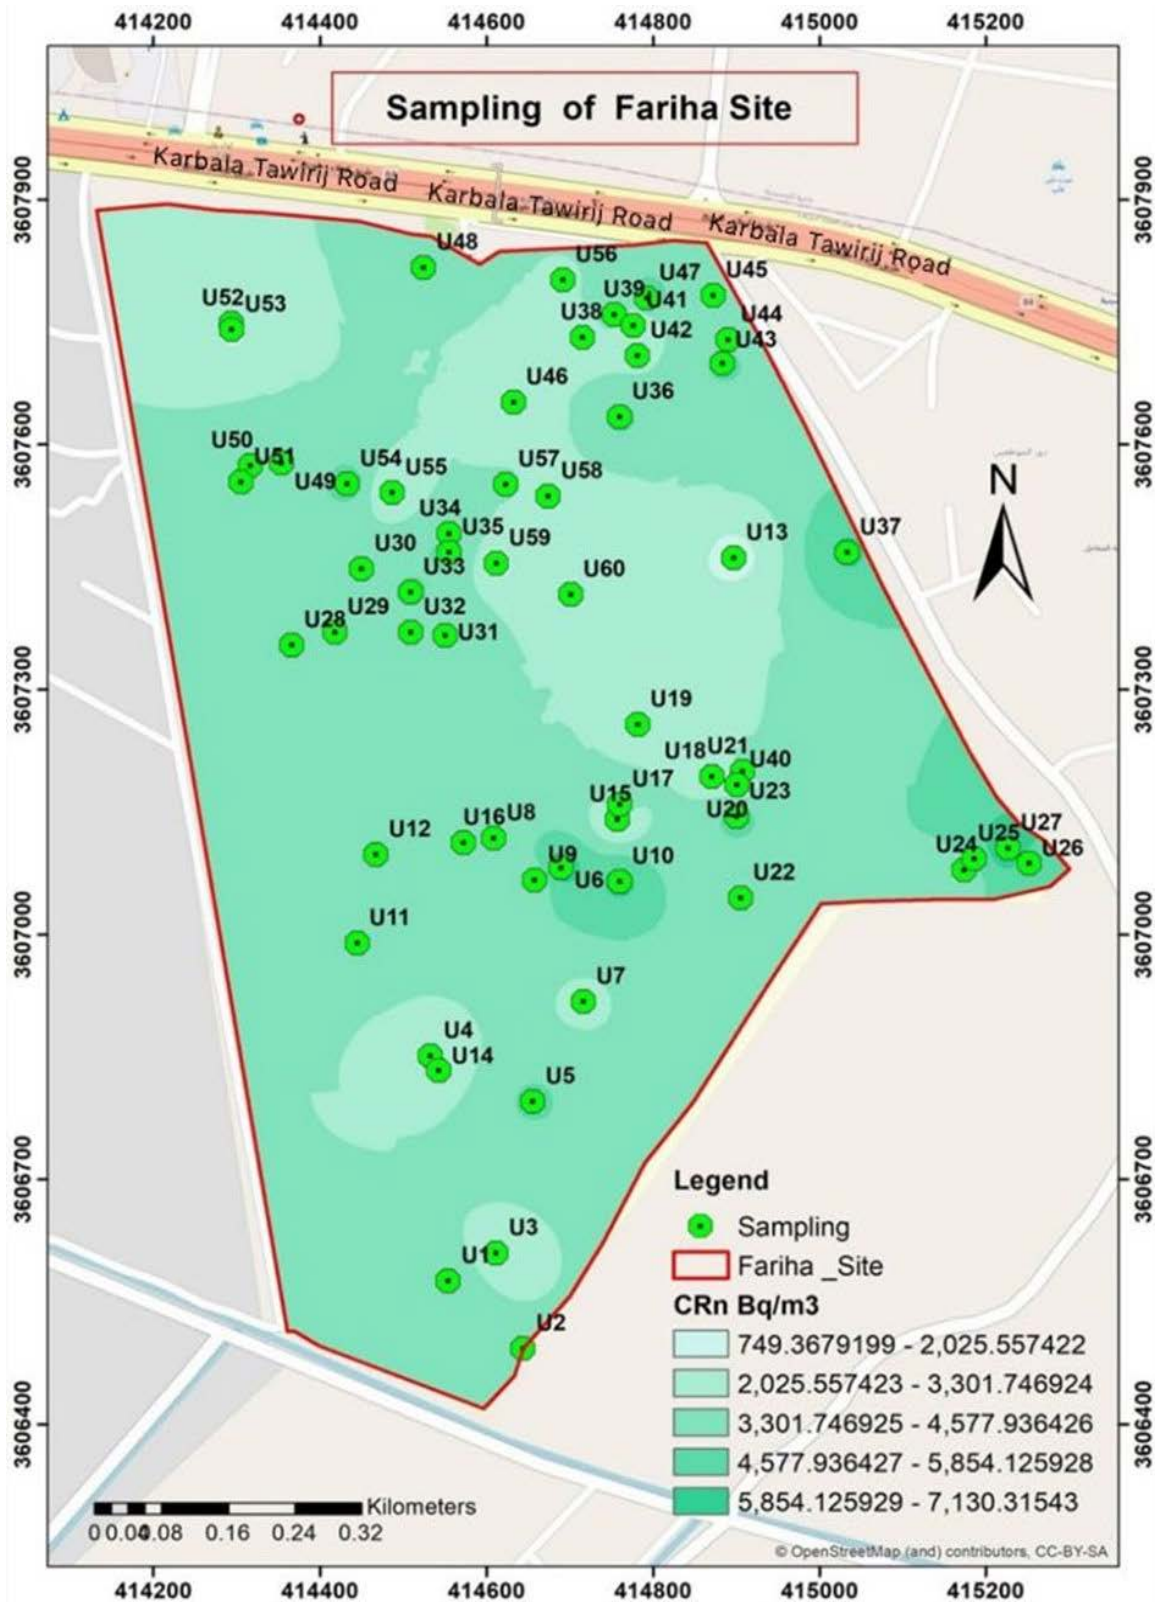 414200 414400 414600 414800 415000 415200
Sampling of Fariha Site
Karbala Tawirij Road Karbala Tawirij Road Karbala Tawirij Road
3607900 3607900
U48
U56
U47 U45
U52 U53
U39
U41
U44
U38
U42
U43
U46
U36
3607600 3607600
U50
U51
U49
U54
U55
U57
U58
U34
U35
U37
U13
U30
U59
U33
U60
U28
U29
U32
U31
N
3607300 3607300
U19
U18 U21
U40
U17
U15
U23
U20
U12
U16 U8
U27
U25
U24
U26
U9
U10
U6
U22
U11
3607000 3607000
U7
U4
U14
U5
3606700 3606700
Legend
Sampling
Fariha _Site
CRn Bq/m3
749.3679199 - 2,025.557422
2,025.557423 - 3,301.746924
3,301.746925 - 4,577.936426
4,577.936427 - 5,854.125928
5,854.125929 - 7,130.31543
U3
U1
U2
3606400 3606400
Kilometers
0 0.04 0.08 0.16 0.24 0.32
© OpenStreetMap (and) contributors, CC-BY-SA
414200 414400 414600 414800 415000 415200